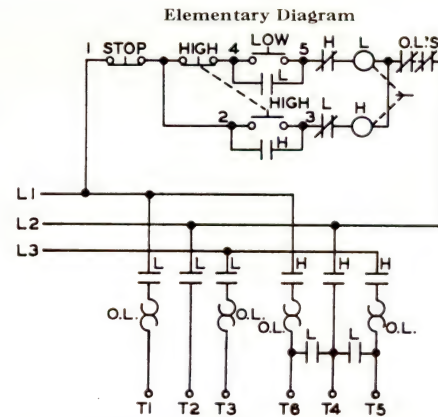 Elementary Diagram
LOW
1 STOP HIGH 4 5 H L O.L'S
L
HIGH
2 3 L H
H
L1
L2
L3
L L L H H H
O.L. O.L. O.L. O.L.
L L
T1 T2 T3 T6 T4 T5